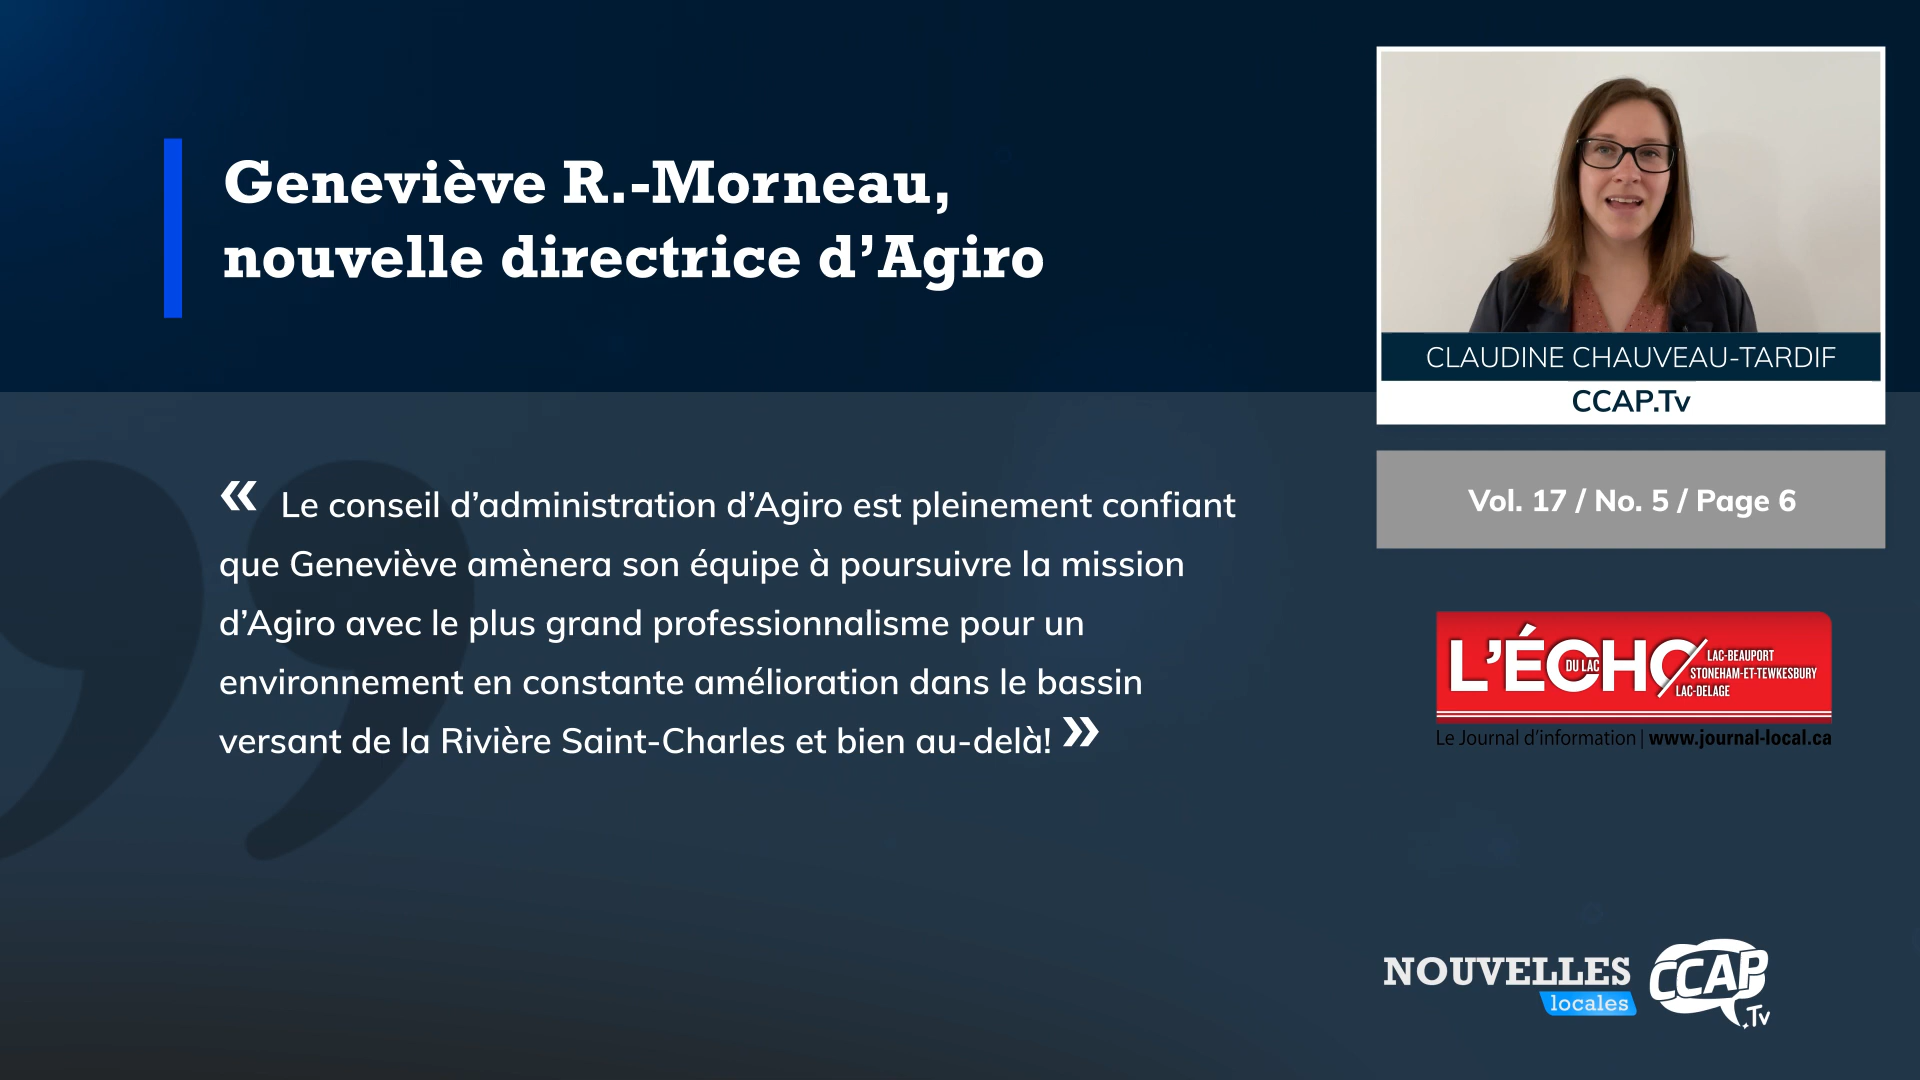 Geneviève R.-Morneau,
nouvelle directrice d’Agiro
« Le conseil d’administration d’Agiro est pleinement confiant
que Geneviève amènera son équipe à poursuivre la mission
d’Agiro avec le plus grand professionnalisme pour un
environnement en constante amélioration dans le bassin
versant de la Rivière Saint-Charles et bien au-delà! »
CLAUDINE CHAUVEAU-TARDIF
CCAP.Tv
Vol. 17 / No. 5 / Page 6
L’ÉCHO
DU LAC
LAC-BEAUPORT
STONEHAM-ET-TEWKESBURY
LAC-DELAGE
Le Journal d’information | www.journal-local.ca
NOUVELLES
locales
CCAP
.Tv